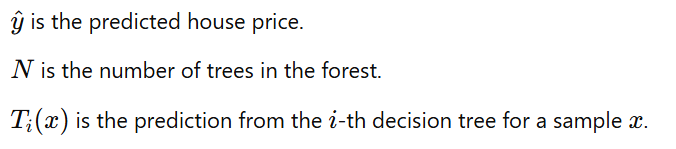 ŷ is the predicted house price.
N is the number of trees in the forest.
Tᵢ(x) is the prediction from the i-th decision tree for a sample x.